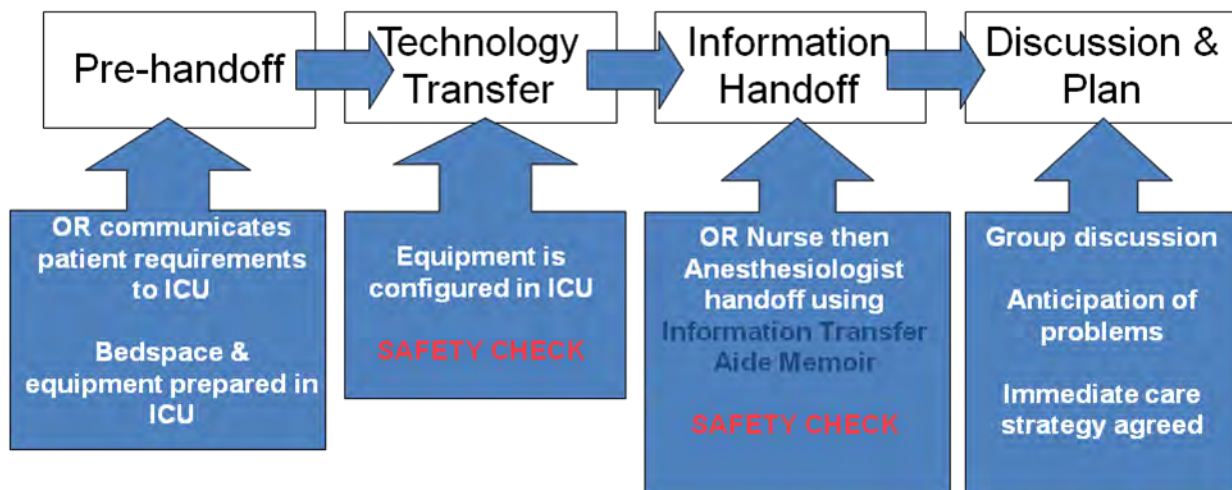 Pre-handoff
Technology
Transfer
Information
Handoff
Discussion &
Plan
OR communicates
patient requirements
to ICU
Bedspace &
equipment prepared in
ICU
Equipment is
configured in ICU
SAFETY CHECK
OR Nurse then
Anesthesiologist
handoff using
Information Transfer
Aide Memoir
SAFETY CHECK
Group discussion
Anticipation of
problems
Immediate care
strategy agreed